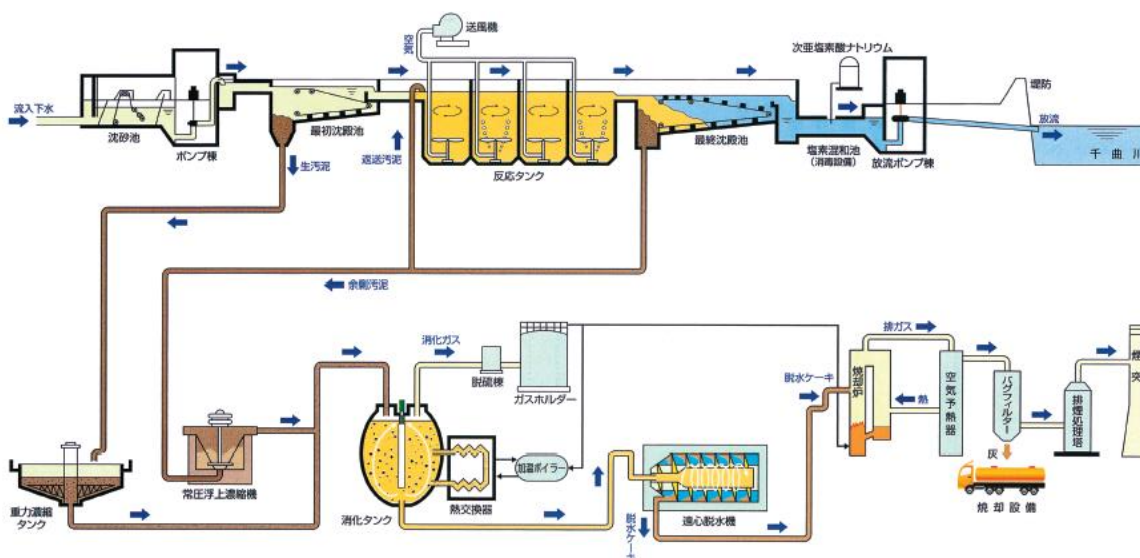 送風機
空気
次亜塩素酸ナトリウム
流入下水
沈砂池
ポンプ棟
最初沈殿池
生汚泥
返送汚泥
反応タンク
最終沈殿池
塩素混和池
(消毒設備)
放流ポンプ棟
堤防
放流
千曲川
余剰汚泥
消化ガス
脱硫棟
ガスホルダー
脱水ケーキ
排ガス
焼却炉
熱
空気予熱器
バグフィルター
排煙処理塔
煙突
灰
焼却設備
重力濃縮
タンク
常圧浮上濃縮機
消化タンク
熱交換器
加温ボイラー
脱水ケーキ
遠心脱水機